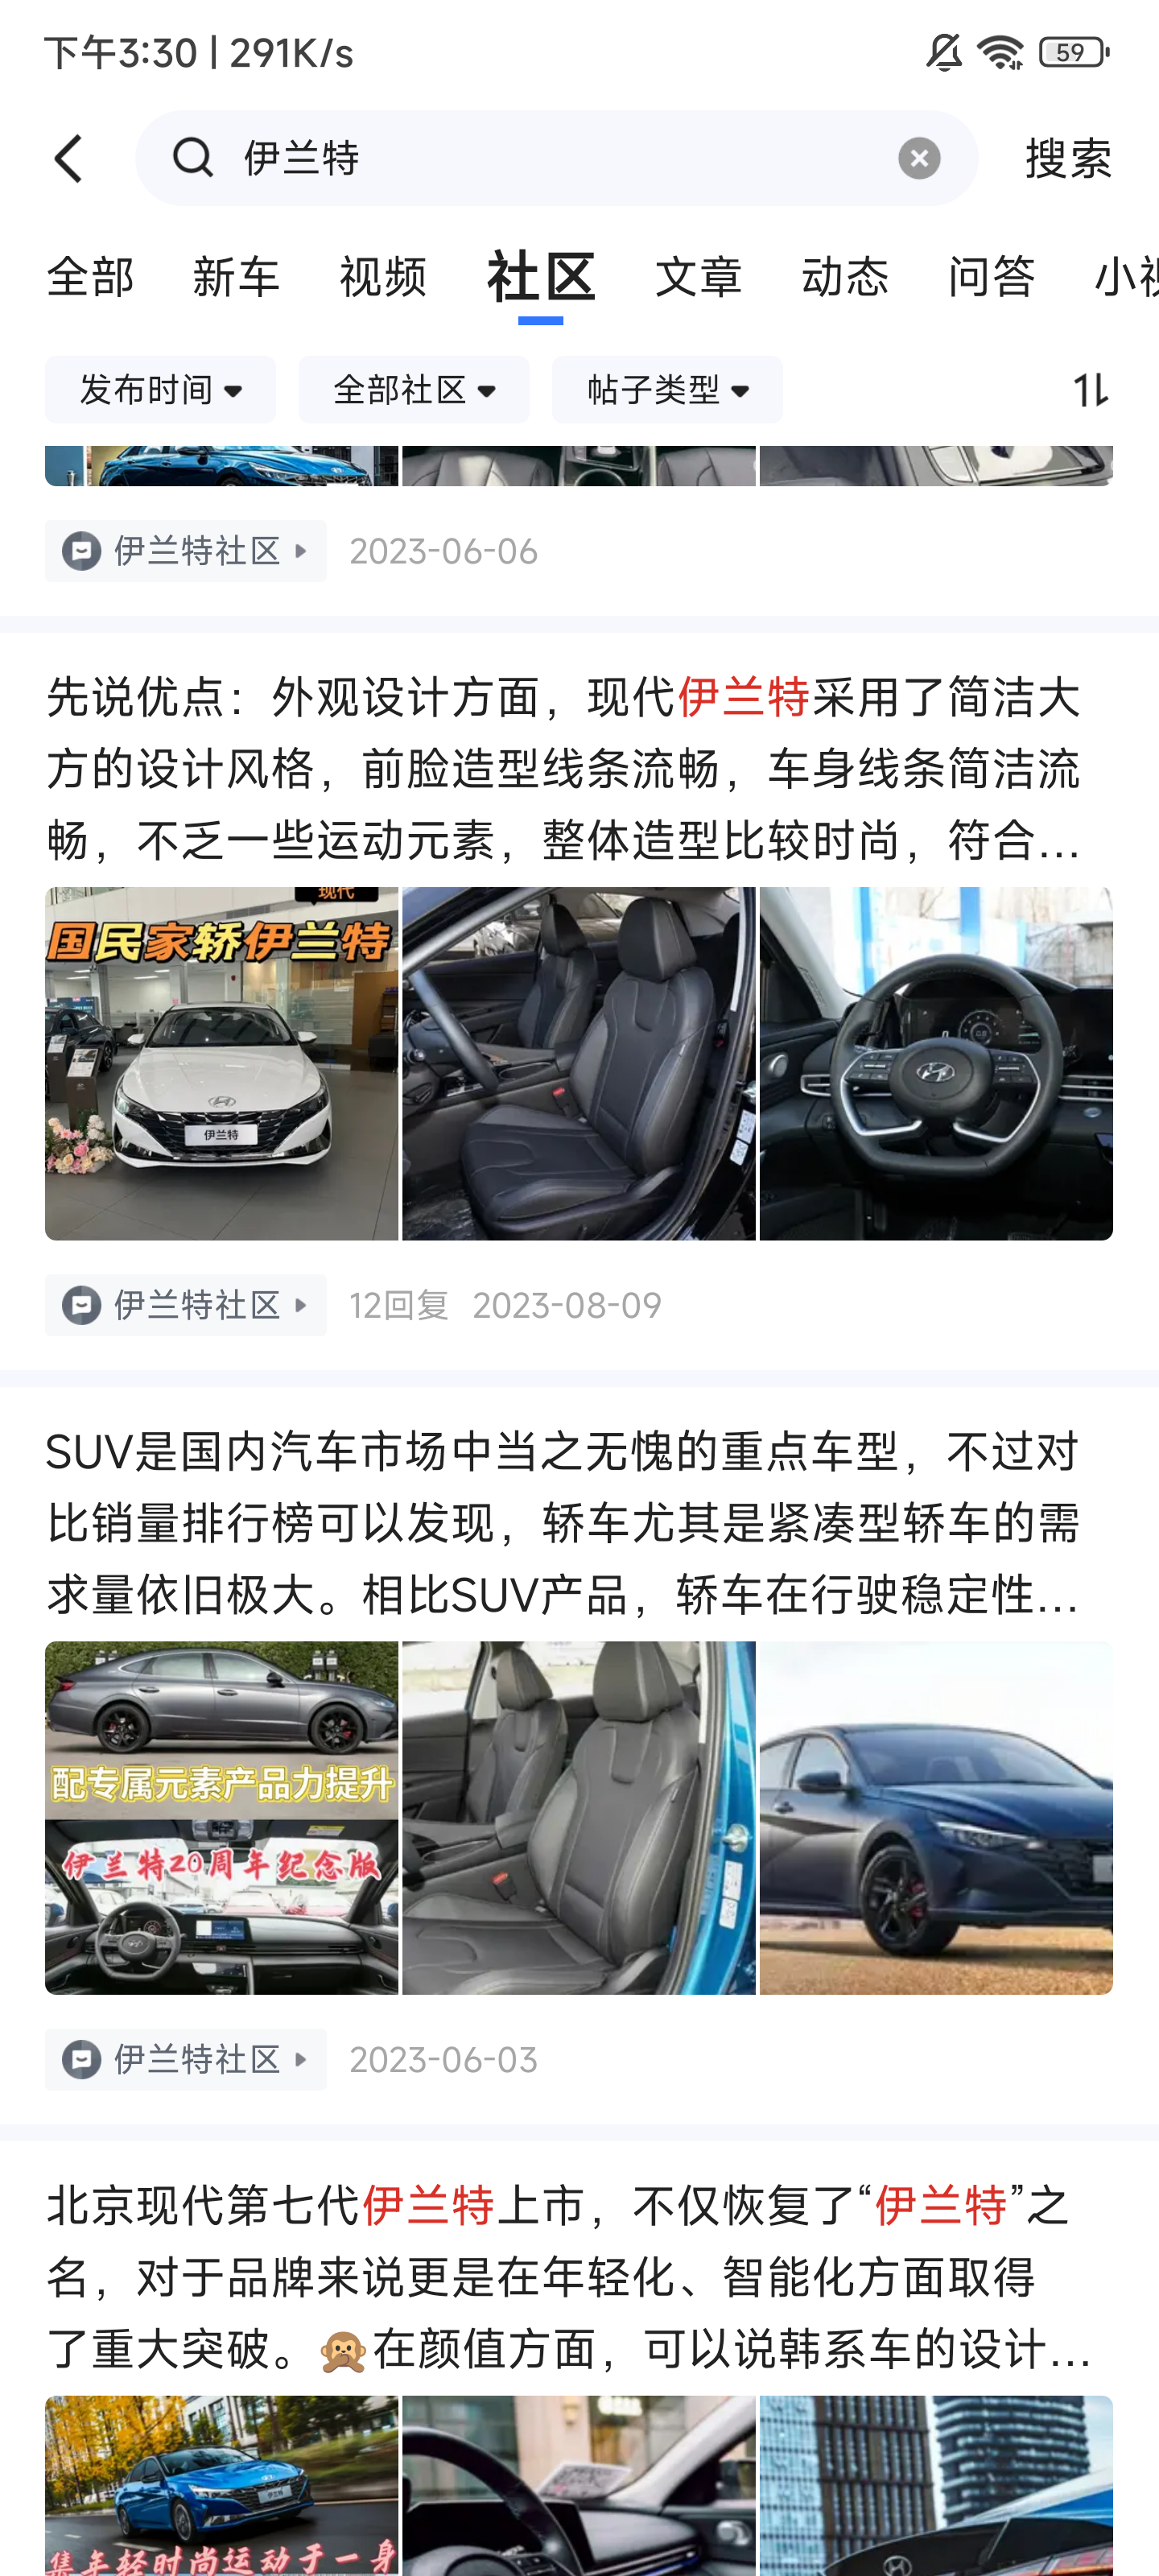 下午3:30 | 291K/s
59
伊兰特
搜索
全部 新车 视频 社区 文章 动态 问答 小视
发布时间 全部社区 帖子类型
伊兰特社区 2023-06-06
先说优点：外观设计方面，现代伊兰特采用了简洁大
方的设计风格，前脸造型线条流畅，车身线条简洁流
畅，不乏一些运动元素，整体造型比较时尚，符合...
现代
国民家轿伊兰特
伊兰特
伊兰特社区 12回复 2023-08-09
SUV是国内汽车市场中当之无愧的重点车型，不过对
比销量排行榜可以发现，轿车尤其是紧凑型轿车的需
求量依旧极大。相比SUV产品，轿车在行驶稳定性...
配专属元素产品力提升
伊兰特20周年纪念版
伊兰特社区 2023-06-03
北京现代第七代伊兰特上市，不仅恢复了“伊兰特”之
名，对于品牌来说更是在年轻化、智能化方面取得
了重大突破。🙊在颜值方面，可以说韩系车的设计...
伊兰特
集年轻时尚运动于一身